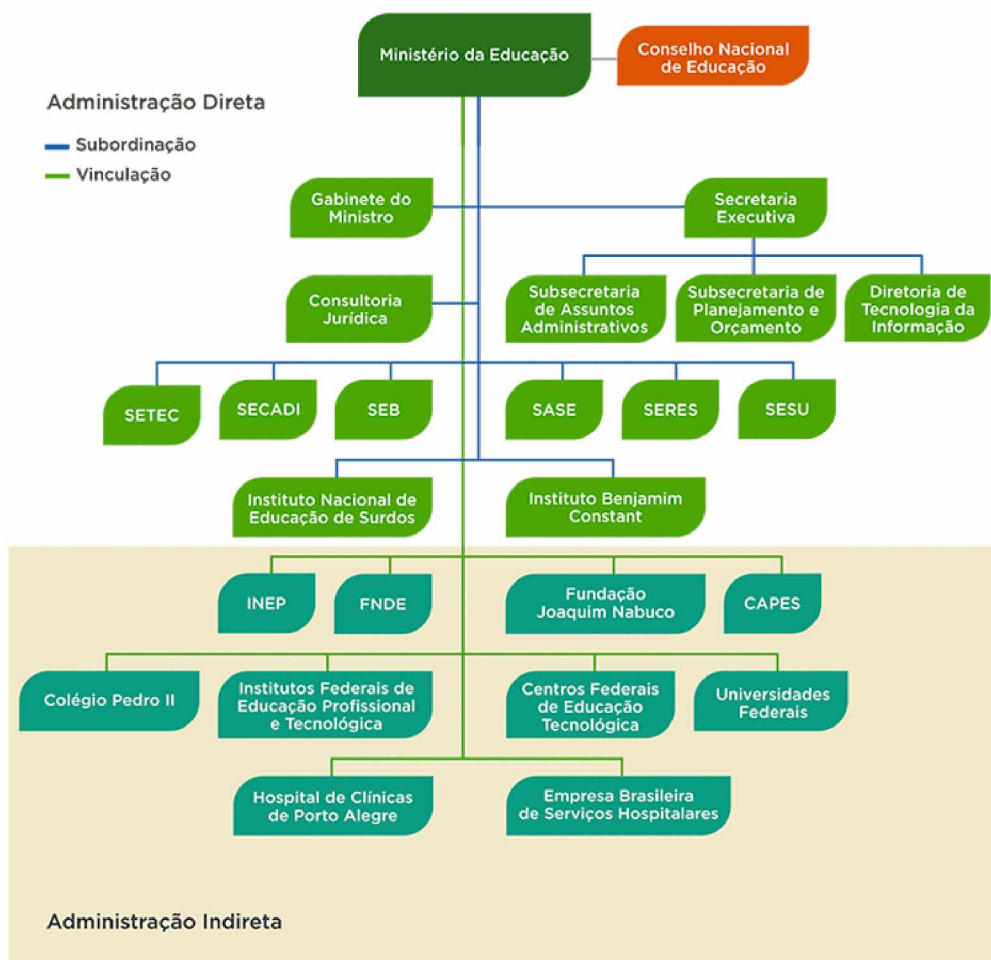 Ministério da Educação
Conselho Nacional
de Educação
Administração Direta
Subordinação
Vinculação
Gabinete do
Ministro
Secretaria
Executiva
Consultoria
Jurídica
Subsecretaria
de Assuntos
Administrativos
Subsecretaria de
Planejamento e
Orçamento
Diretoria de
Tecnologia da
Informação
SETEC
SECADI
SEB
SASE
SERES
SESU
Instituto Nacional de
Educação de Surdos
Instituto Benjamim
Constant
INEP
FNDE
Fundação
Joaquim Nabuco
CAPES
Colégio Pedro II
Institutos Federais de
Educação Profissional
e Tecnológica
Centros Federais
de Educação
Tecnológica
Universidades
Federais
Hospital de Clínicas
de Porto Alegre
Empresa Brasileira
de Serviços Hospitalares
Administração Indireta